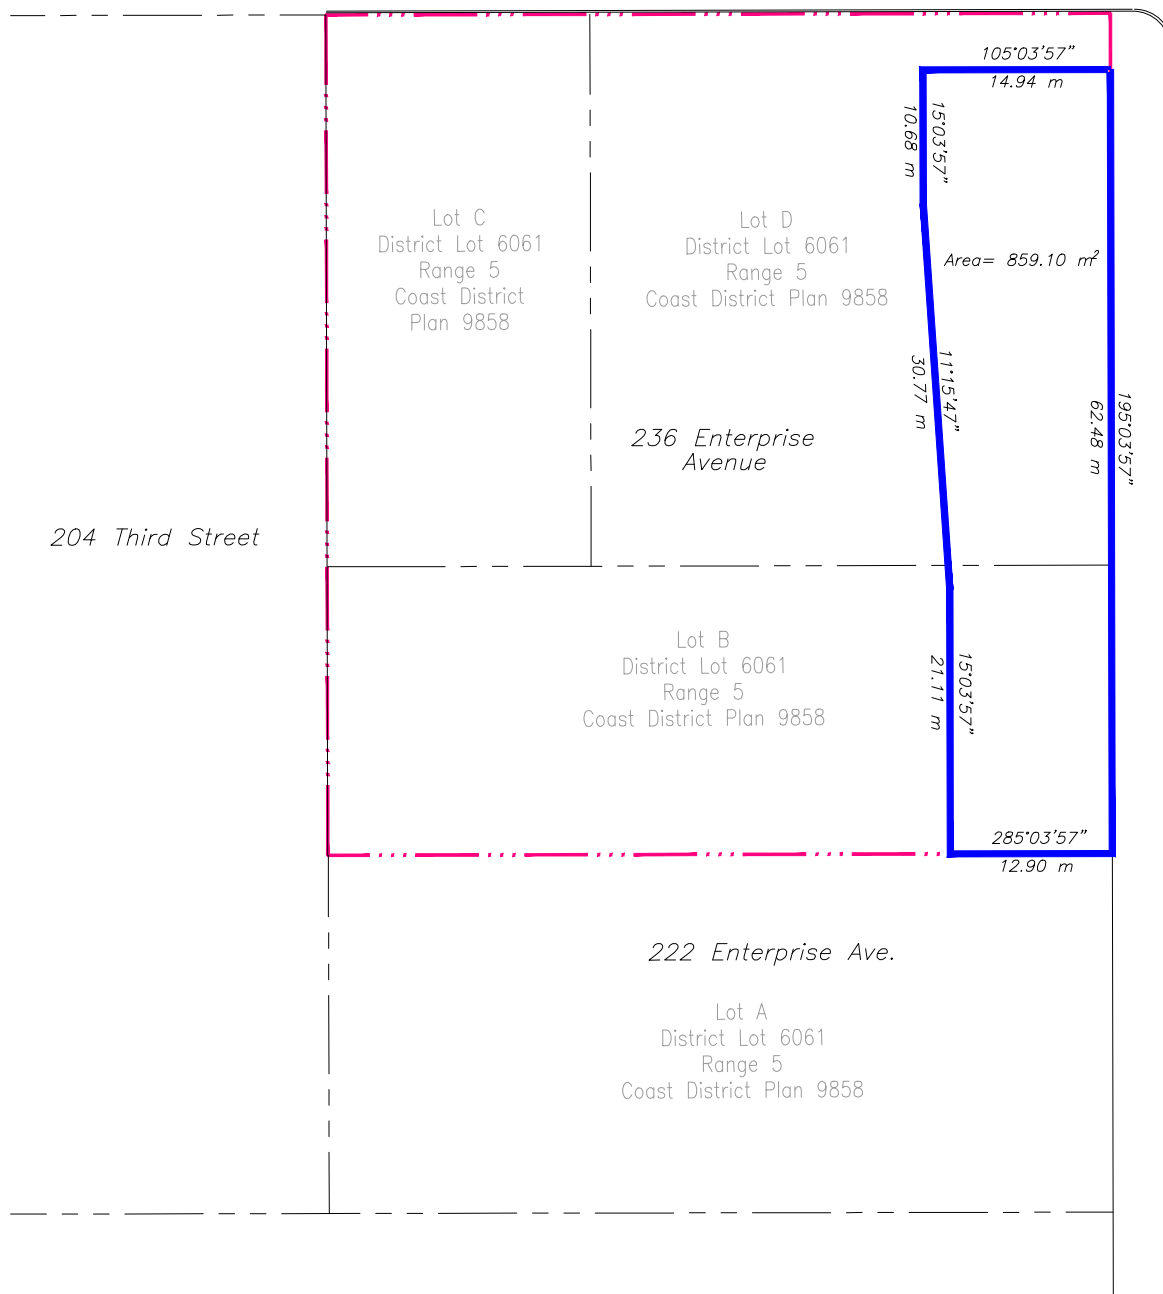 105°03'57"
14.94 m
15°03'57"
10.68 m
Lot C
District Lot 6061
Range 5
Coast District
Plan 9858
Lot D
District Lot 6061
Range 5
Coast District Plan 9858
Area= 859.10 m²
11°15'47"
30.77 m
195°03'57"
62.48 m
236 Enterprise
Avenue
204 Third Street
Lot B
District Lot 6061
Range 5
Coast District Plan 9858
15°03'57"
21.11 m
285°03'57"
12.90 m
222 Enterprise Ave.
Lot A
District Lot 6061
Range 5
Coast District Plan 9858